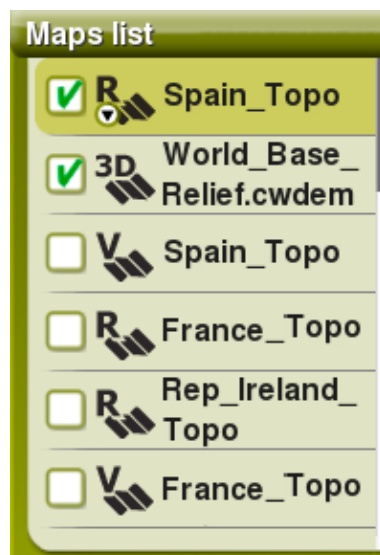 Maps list
R Spain_Topo
3D World_Base_
Relief.cwdem
V Spain_Topo
R France_Topo
R Rep_Ireland_
Topo
V France_Topo